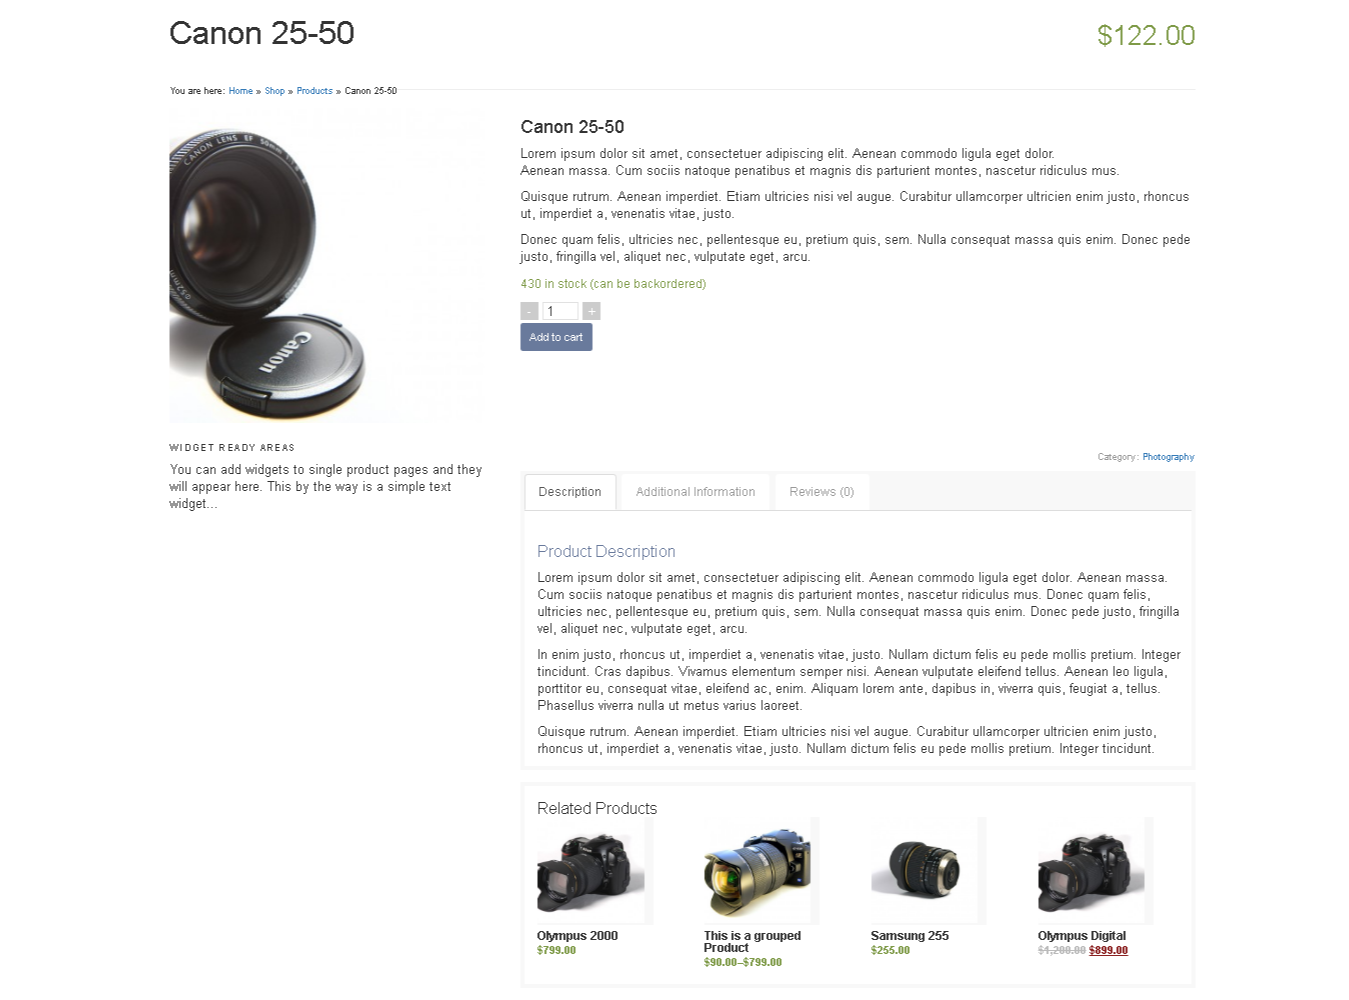 Canon 25-50
$122.00
You are here: Home » Shop » Products » Canon 25-50
CANON LENS EF 50mm
Canon
Canon 25-50
Lorem ipsum dolor sit amet, consectetuer adipiscing elit. Aenean commodo ligula eget dolor.
Aenean massa. Cum sociis natoque penatibus et magnis dis parturient montes, nascetur ridiculus mus.
Quisque rutrum. Aenean imperdiet. Etiam ultricies nisi vel augue. Curabitur ullamcorper ultricien enim justo, rhoncus
ut, imperdiet a, venenatis vitae, justo.
Donec quam felis, ultricies nec, pellentesque eu, pretium quis, sem. Nulla consequat massa quis enim. Donec pede
justo, fringilla vel, aliquet nec, vulputate eget, arcu.
430 in stock (can be backordered)
- 1 +
Add to cart
WIDGET READY AREAS
You can add widgets to single product pages and they
will appear here. This by the way is a simple text
widget...
Category: Photography
Description Additional Information Reviews (0)
Product Description
Lorem ipsum dolor sit amet, consectetuer adipiscing elit. Aenean commodo ligula eget dolor. Aenean massa.
Cum sociis natoque penatibus et magnis dis parturient montes, nascetur ridiculus mus. Donec quam felis,
ultricies nec, pellentesque eu, pretium quis, sem. Nulla consequat massa quis enim. Donec pede justo, fringilla
vel, aliquet nec, vulputate eget, arcu.
In enim justo, rhoncus ut, imperdiet a, venenatis vitae, justo. Nullam dictum felis eu pede mollis pretium. Integer
tincidunt. Cras dapibus. Vivamus elementum semper nisi. Aenean vulputate eleifend tellus. Aenean leo ligula,
porttitor eu, consequat vitae, eleifend ac, enim. Aliquam lorem ante, dapibus in, viverra quis, feugiat a, tellus.
Phasellus viverra nulla ut metus varius laoreet.
Quisque rutrum. Aenean imperdiet. Etiam ultricies nisi vel augue. Curabitur ullamcorper ultricien enim justo,
rhoncus ut, imperdiet a, venenatis vitae, justo. Nullam dictum felis eu pede mollis pretium. Integer tincidunt.
Related Products
Olympus 2000
$799.00
This is a grouped
Product
$90.00–$799.00
Samsung 255
$255.00
Olympus Digital
$1,200.00 $899.00